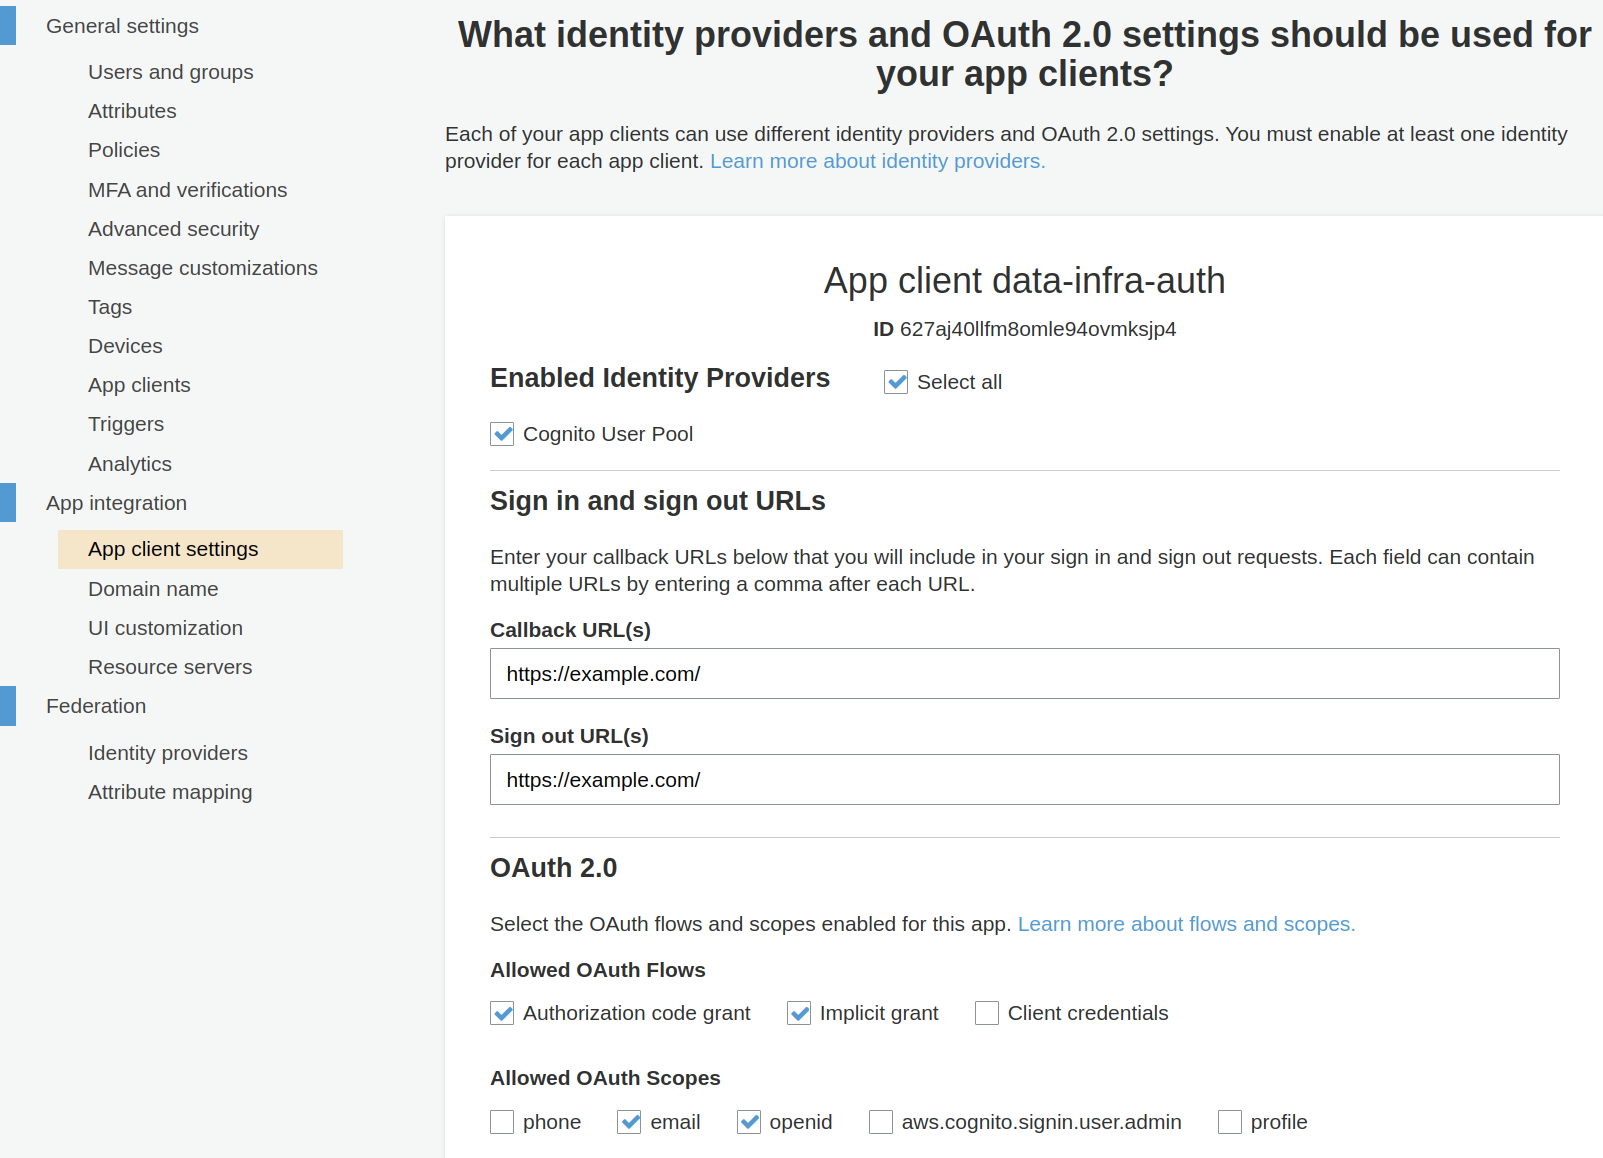 General settings
Users and groups
Attributes
Policies
MFA and verifications
Advanced security
Message customizations
Tags
Devices
App clients
Triggers
Analytics
App integration
App client settings
Domain name
UI customization
Resource servers
Federation
Identity providers
Attribute mapping
What identity providers and OAuth 2.0 settings should be used for
your app clients?
Each of your app clients can use different identity providers and OAuth 2.0 settings. You must enable at least one identity
provider for each app client. Learn more about identity providers.
App client data-infra-auth
ID 627aj40llfm8omle94ovmksjp4
Enabled Identity Providers Select all
Cognito User Pool
Sign in and sign out URLs
Enter your callback URLs below that you will include in your sign in and sign out requests. Each field can contain
multiple URLs by entering a comma after each URL.
Callback URL(s)
https://example.com/
Sign out URL(s)
https://example.com/
OAuth 2.0
Select the OAuth flows and scopes enabled for this app. Learn more about flows and scopes.
Allowed OAuth Flows
Authorization code grant Implicit grant Client credentials
Allowed OAuth Scopes
phone email openid aws.cognito.signin.user.admin profile